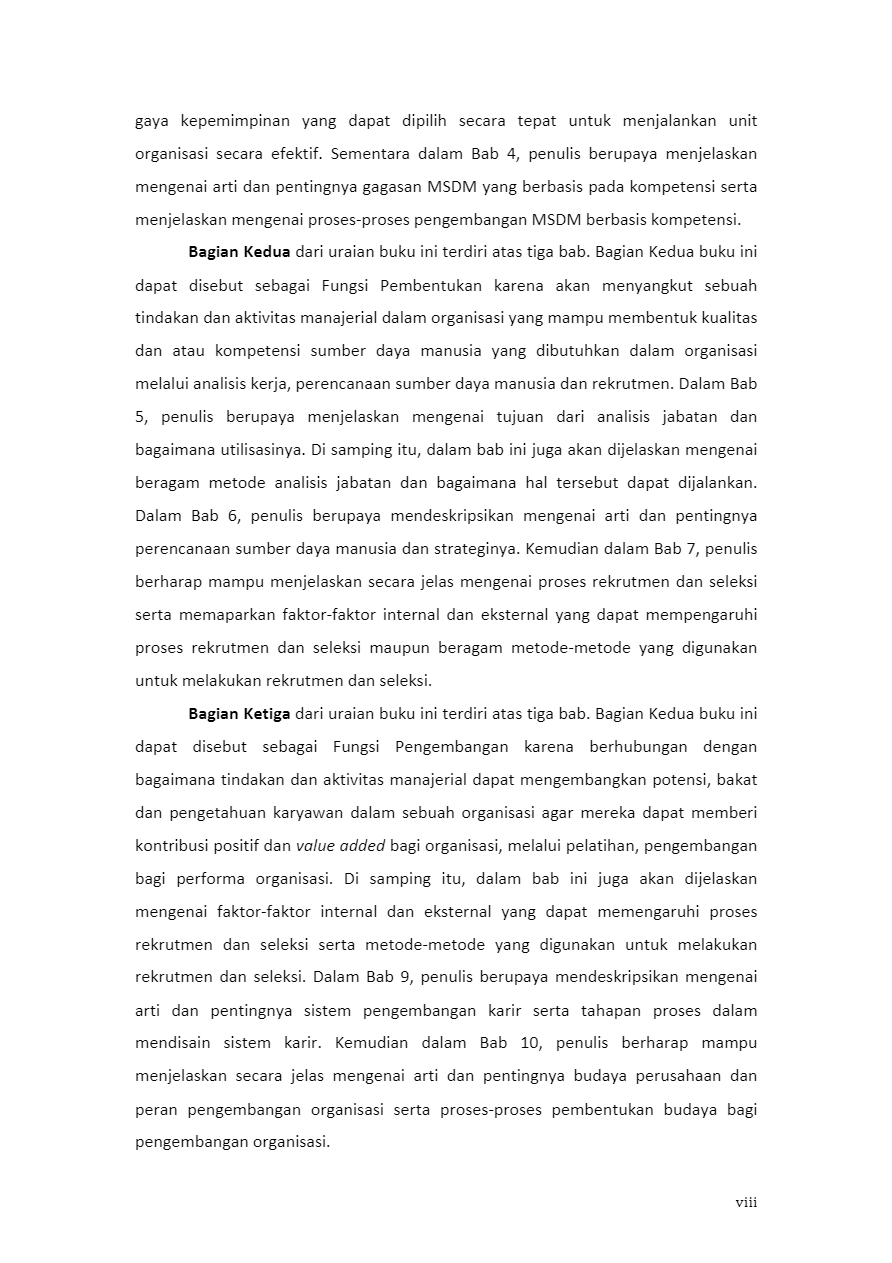 gaya kepemimpinan yang dapat dipilih secara tepat untuk menjalankan unit
organisasi secara efektif. Sementara dalam Bab 4, penulis berupaya menjelaskan
mengenai arti dan pentingnya gagasan MSDM yang berbasis pada kompetensi serta
menjelaskan mengenai proses-proses pengembangan MSDM berbasis kompetensi.
Bagian Kedua dari uraian buku ini terdiri atas tiga bab. Bagian Kedua buku ini
dapat disebut sebagai Fungsi Pembentukan karena akan menyangkut sebuah
tindakan dan aktivitas manajerial dalam organisasi yang mampu membentuk kualitas
dan atau kompetensi sumber daya manusia yang dibutuhkan dalam organisasi
melalui analisis kerja, perencanaan sumber daya manusia dan rekrutmen. Dalam Bab
5, penulis berupaya menjelaskan mengenai tujuan dari analisis jabatan dan
bagaimana utilisasinya. Di samping itu, dalam bab ini juga akan dijelaskan mengenai
beragam metode analisis jabatan dan bagaimana hal tersebut dapat dijalankan.
Dalam Bab 6, penulis berupaya mendeskripsikan mengenai arti dan pentingnya
perencanaan sumber daya manusia dan strateginya. Kemudian dalam Bab 7, penulis
berharap mampu menjelaskan secara jelas mengenai proses rekrutmen dan seleksi
serta memaparkan faktor-faktor internal dan eksternal yang dapat mempengaruhi
proses rekrutmen dan seleksi maupun beragam metode-metode yang digunakan
untuk melakukan rekrutmen dan seleksi.
Bagian Ketiga dari uraian buku ini terdiri atas tiga bab. Bagian Kedua buku ini
dapat disebut sebagai Fungsi Pengembangan karena berhubungan dengan
bagaimana tindakan dan aktivitas manajerial dapat mengembangkan potensi, bakat
dan pengetahuan karyawan dalam sebuah organisasi agar mereka dapat memberi
kontribusi positif dan value added bagi organisasi, melalui pelatihan, pengembangan
bagi performa organisasi. Di samping itu, dalam bab ini juga akan dijelaskan
mengenai faktor-faktor internal dan eksternal yang dapat memengaruhi proses
rekrutmen dan seleksi serta metode-metode yang digunakan untuk melakukan
rekrutmen dan seleksi. Dalam Bab 9, penulis berupaya mendeskripsikan mengenai
arti dan pentingnya sistem pengembangan karir serta tahapan proses dalam
mendisain sistem karir. Kemudian dalam Bab 10, penulis berharap mampu
menjelaskan secara jelas mengenai arti dan pentingnya budaya perusahaan dan
peran pengembangan organisasi serta proses-proses pembentukan budaya bagi
pengembangan organisasi.
viii